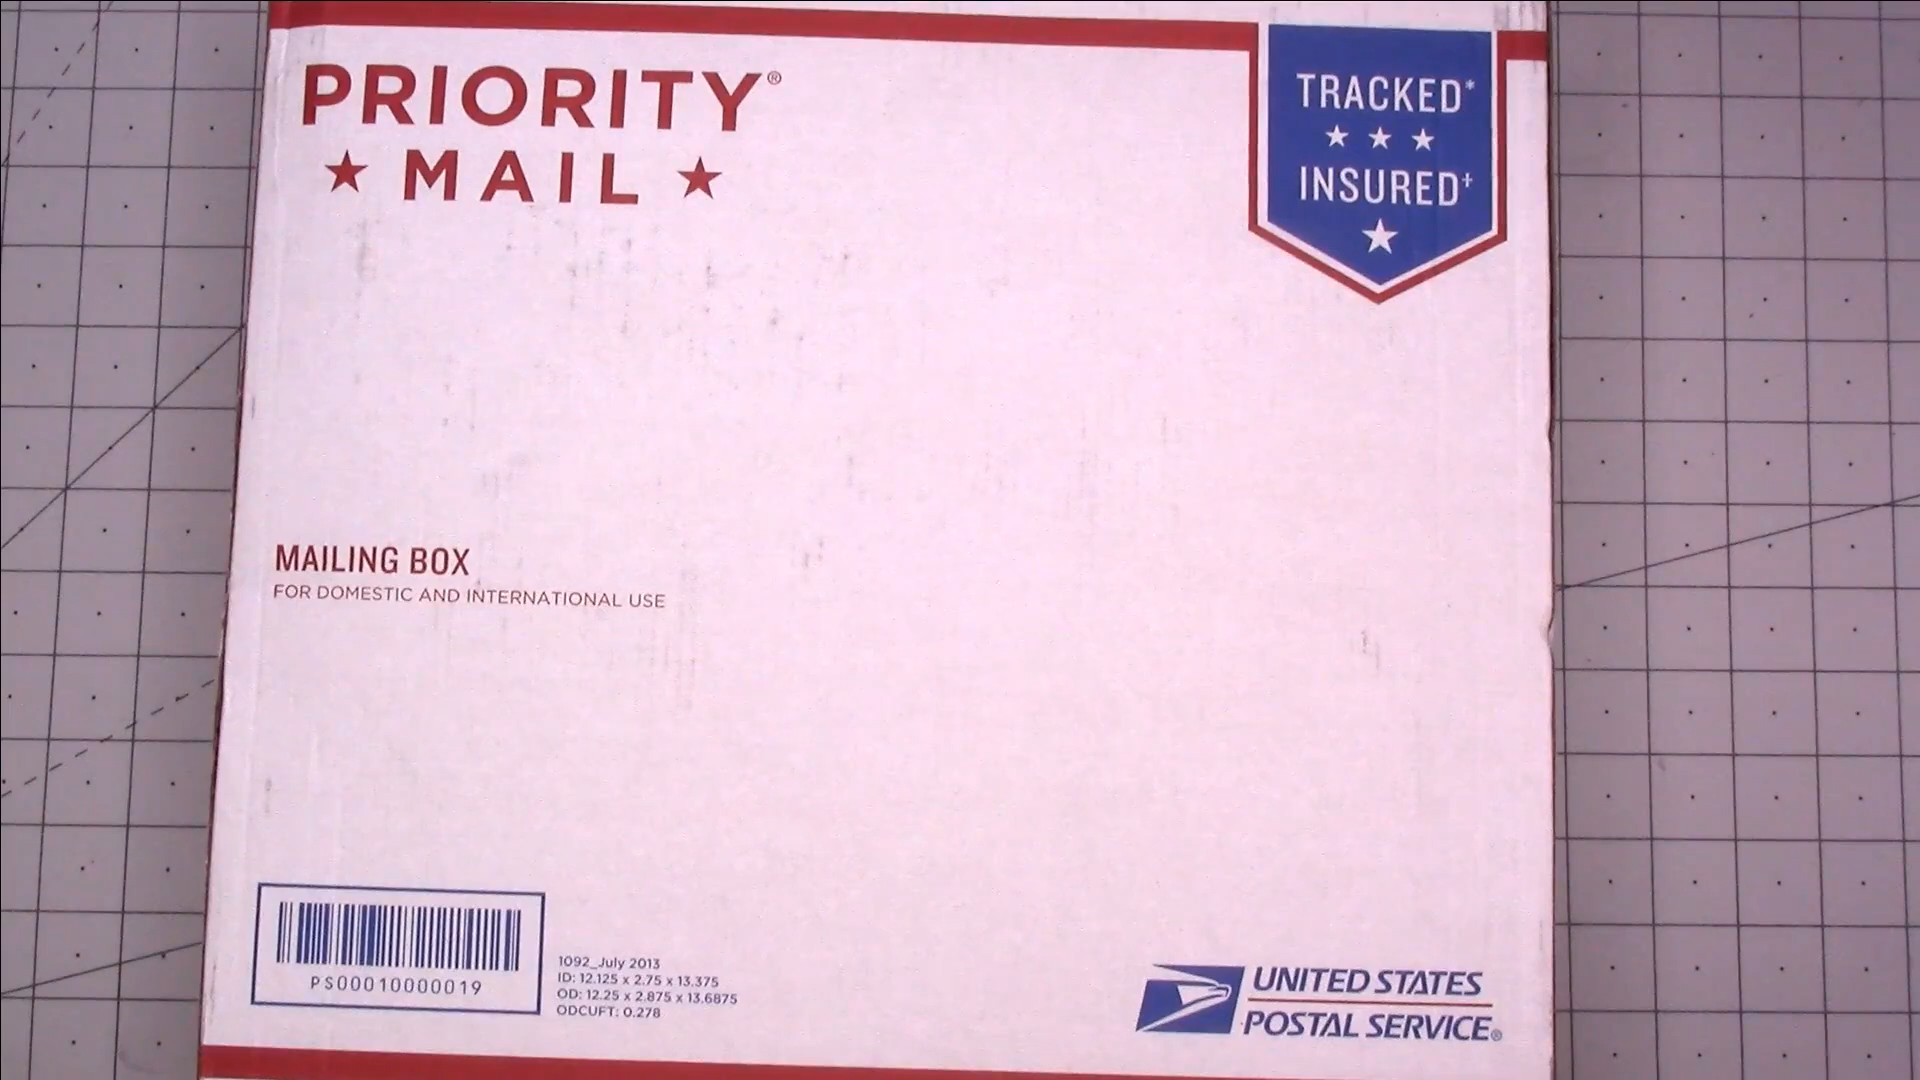 PRIORITY®
★ MAIL ★
TRACKED*
★ ★ ★
INSURED†
★
MAILING BOX
FOR DOMESTIC AND INTERNATIONAL USE
PS00010000019
1092_July 2013
ID: 12.125 x 2.75 x 13.375
OD: 12.25 x 2.875 x 13.6875
ODCUFT: 0.278
UNITED STATES
POSTAL SERVICE®